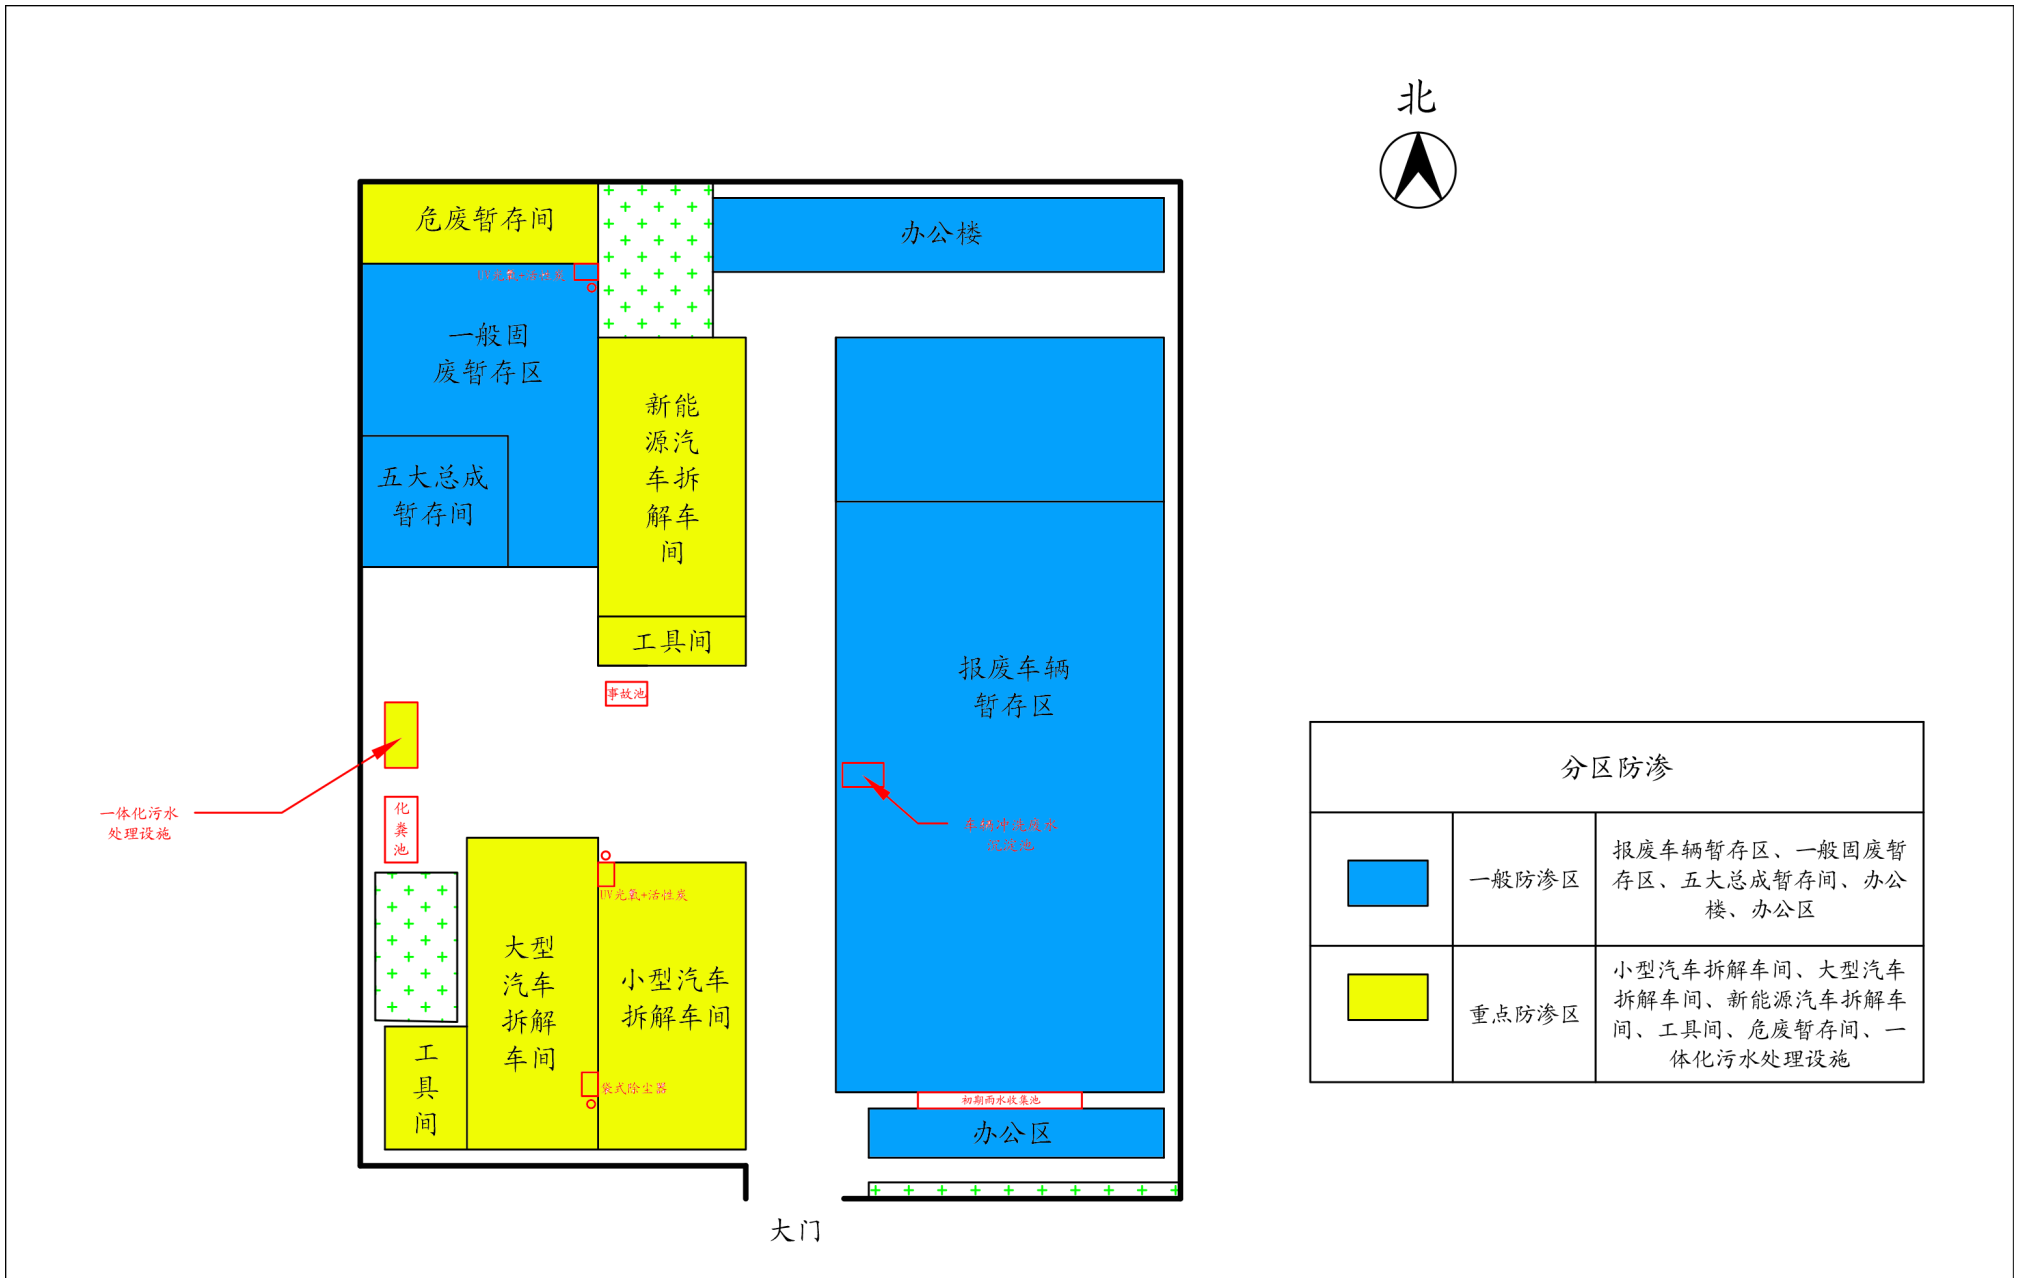 北
危废暂存间
办公楼
UV光氧+活性炭
一般固
废暂存区
新能
源汽
车拆
解车
间
五大总成
暂存间
工具间
报废车辆
暂存区
事故池
一体化污水
处理设施
化
粪
池
车辆冲洗废水
沉淀池
UV光氧+活性炭
大型
汽车
拆解
车间
小型汽车
拆解车间
工
具
间
袋式除尘器
初期雨水收集池
办公区
大门
分区防渗
一般防渗区
报废车辆暂存区、一般固废暂
存区、五大总成暂存间、办公
楼、办公区
重点防渗区
小型汽车拆解车间、大型汽车
拆解车间、新能源汽车拆解车
间、工具间、危废暂存间、一
体化污水处理设施